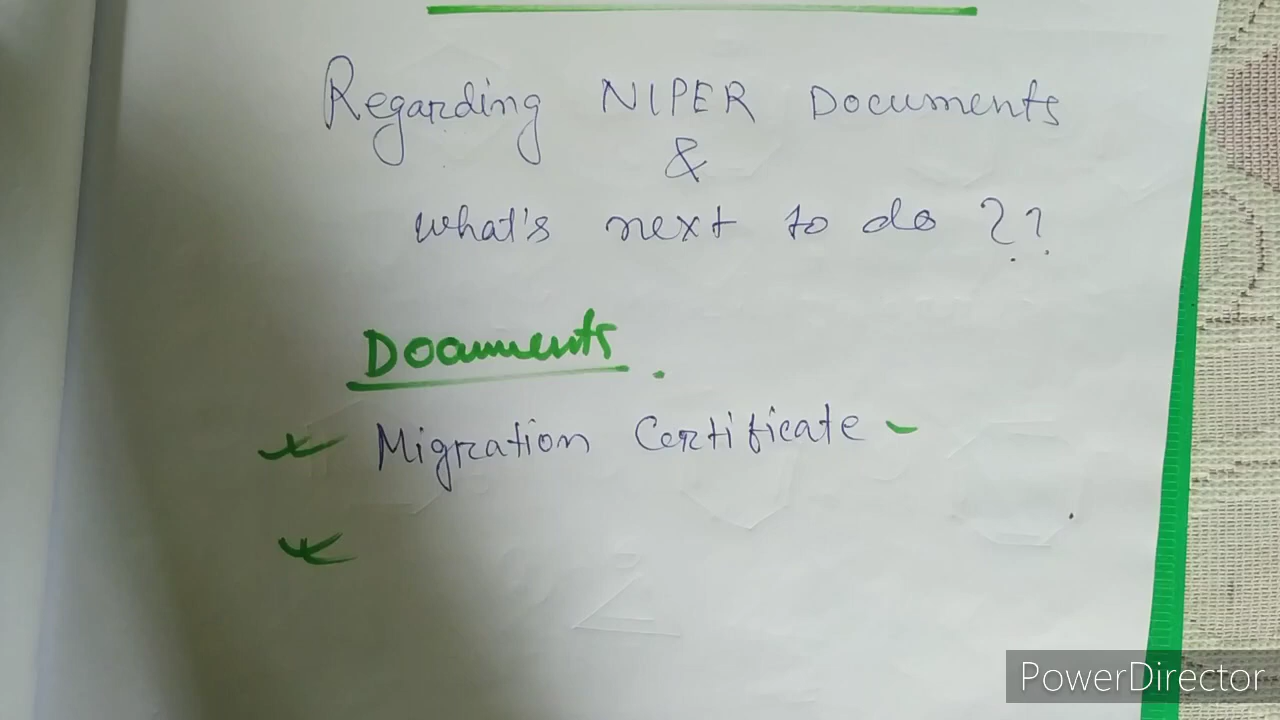 Regarding NIPER Documents
&
what's next to do ??
Documents
Migration Certificate -
PowerDirector